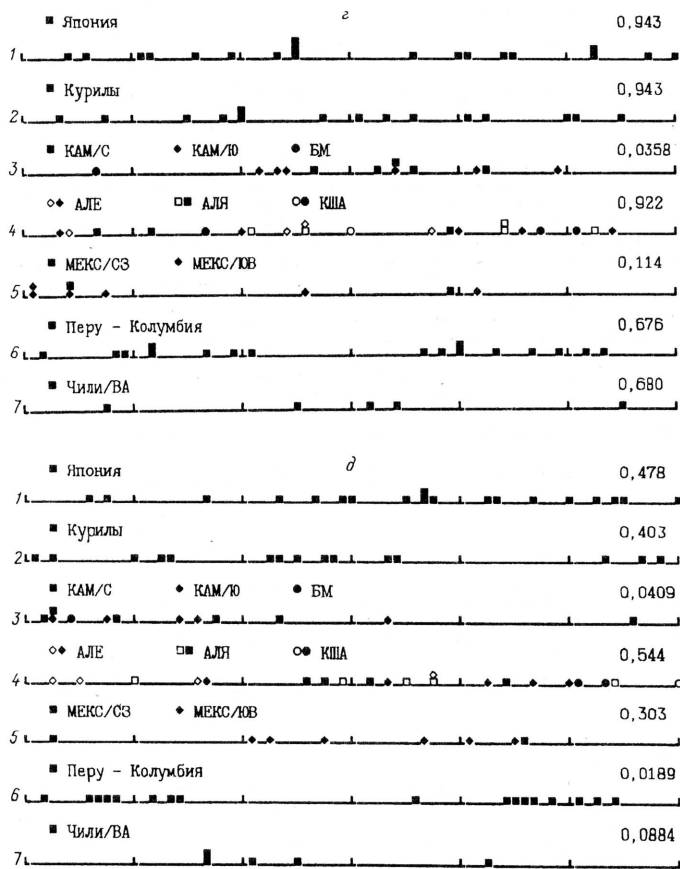 г
Япония 0,943
1
Курилы 0,943
2
КАМ/С КАМ/Ю БМ 0,0358
3
АЛЕ АЛЯ КША 0,922
4
МЕКС/СЗ МЕКС/ЮВ 0,114
5
Перу - Колумбия 0,676
6
Чили/ВА 0,680
7
д
Япония 0,478
1
Курилы 0,403
2
КАМ/С КАМ/Ю БМ 0,0409
3
АЛЕ АЛЯ КША 0,544
4
МЕКС/СЗ МЕКС/ЮВ 0,303
5
Перу - Колумбия 0,0189
6
Чили/ВА 0,0884
7